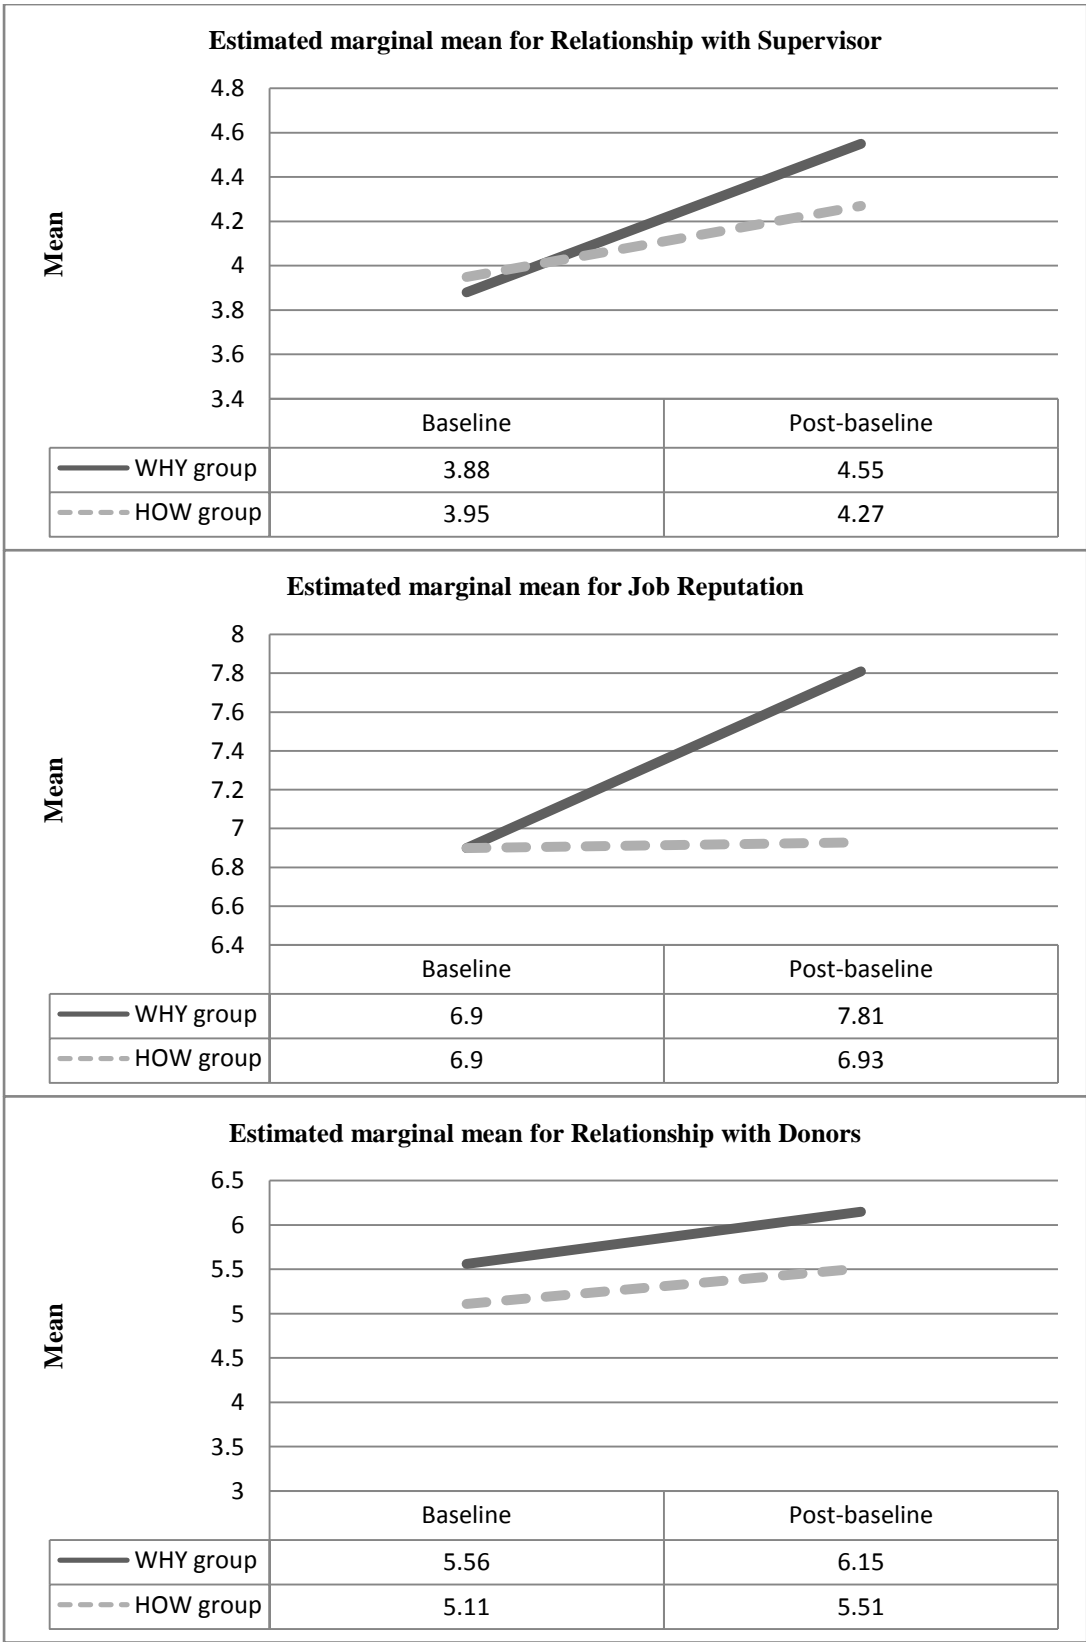 Estimated marginal mean for Relationship with Supervisor
4.8
4.6
4.4
4.2
4
3.8
3.6
3.4
Mean
Baseline Post-baseline
WHY group 3.88 4.55
HOW group 3.95 4.27
Estimated marginal mean for Job Reputation
8
7.8
7.6
7.4
7.2
7
6.8
6.6
6.4
Mean
Baseline Post-baseline
WHY group 6.9 7.81
HOW group 6.9 6.93
Estimated marginal mean for Relationship with Donors
6.5
6
5.5
5
4.5
4
3.5
3
Mean
Baseline Post-baseline
WHY group 5.56 6.15
HOW group 5.11 5.51